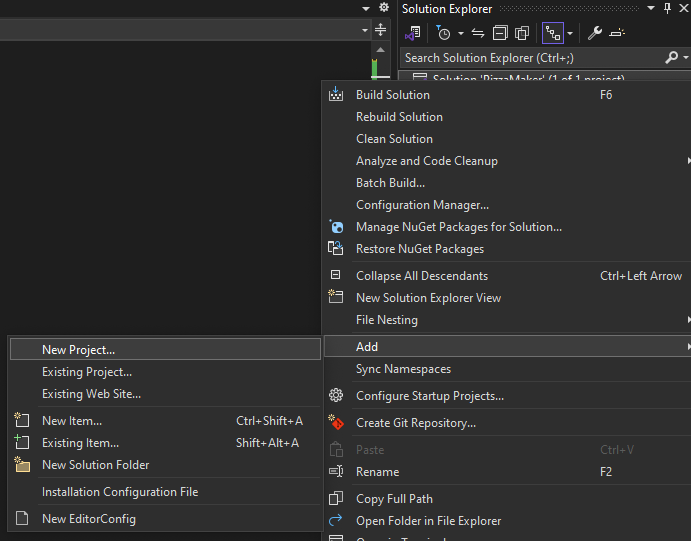 Solution Explorer
Search Solution Explorer (Ctrl+;)
Solution 'PizzaMaker' (1 of 1 project)
Build Solution F6
Rebuild Solution
Clean Solution
Analyze and Code Cleanup
Batch Build...
Configuration Manager...
Manage NuGet Packages for Solution...
Restore NuGet Packages
Collapse All Descendants Ctrl+Left Arrow
New Solution Explorer View
File Nesting
Add
Sync Namespaces
Configure Startup Projects...
Create Git Repository...
Paste Ctrl+V
Rename F2
Copy Full Path
Open Folder in File Explorer
New Project...
Existing Project...
Existing Web Site...
New Item... Ctrl+Shift+A
Existing Item... Shift+Alt+A
New Solution Folder
Installation Configuration File
New EditorConfig